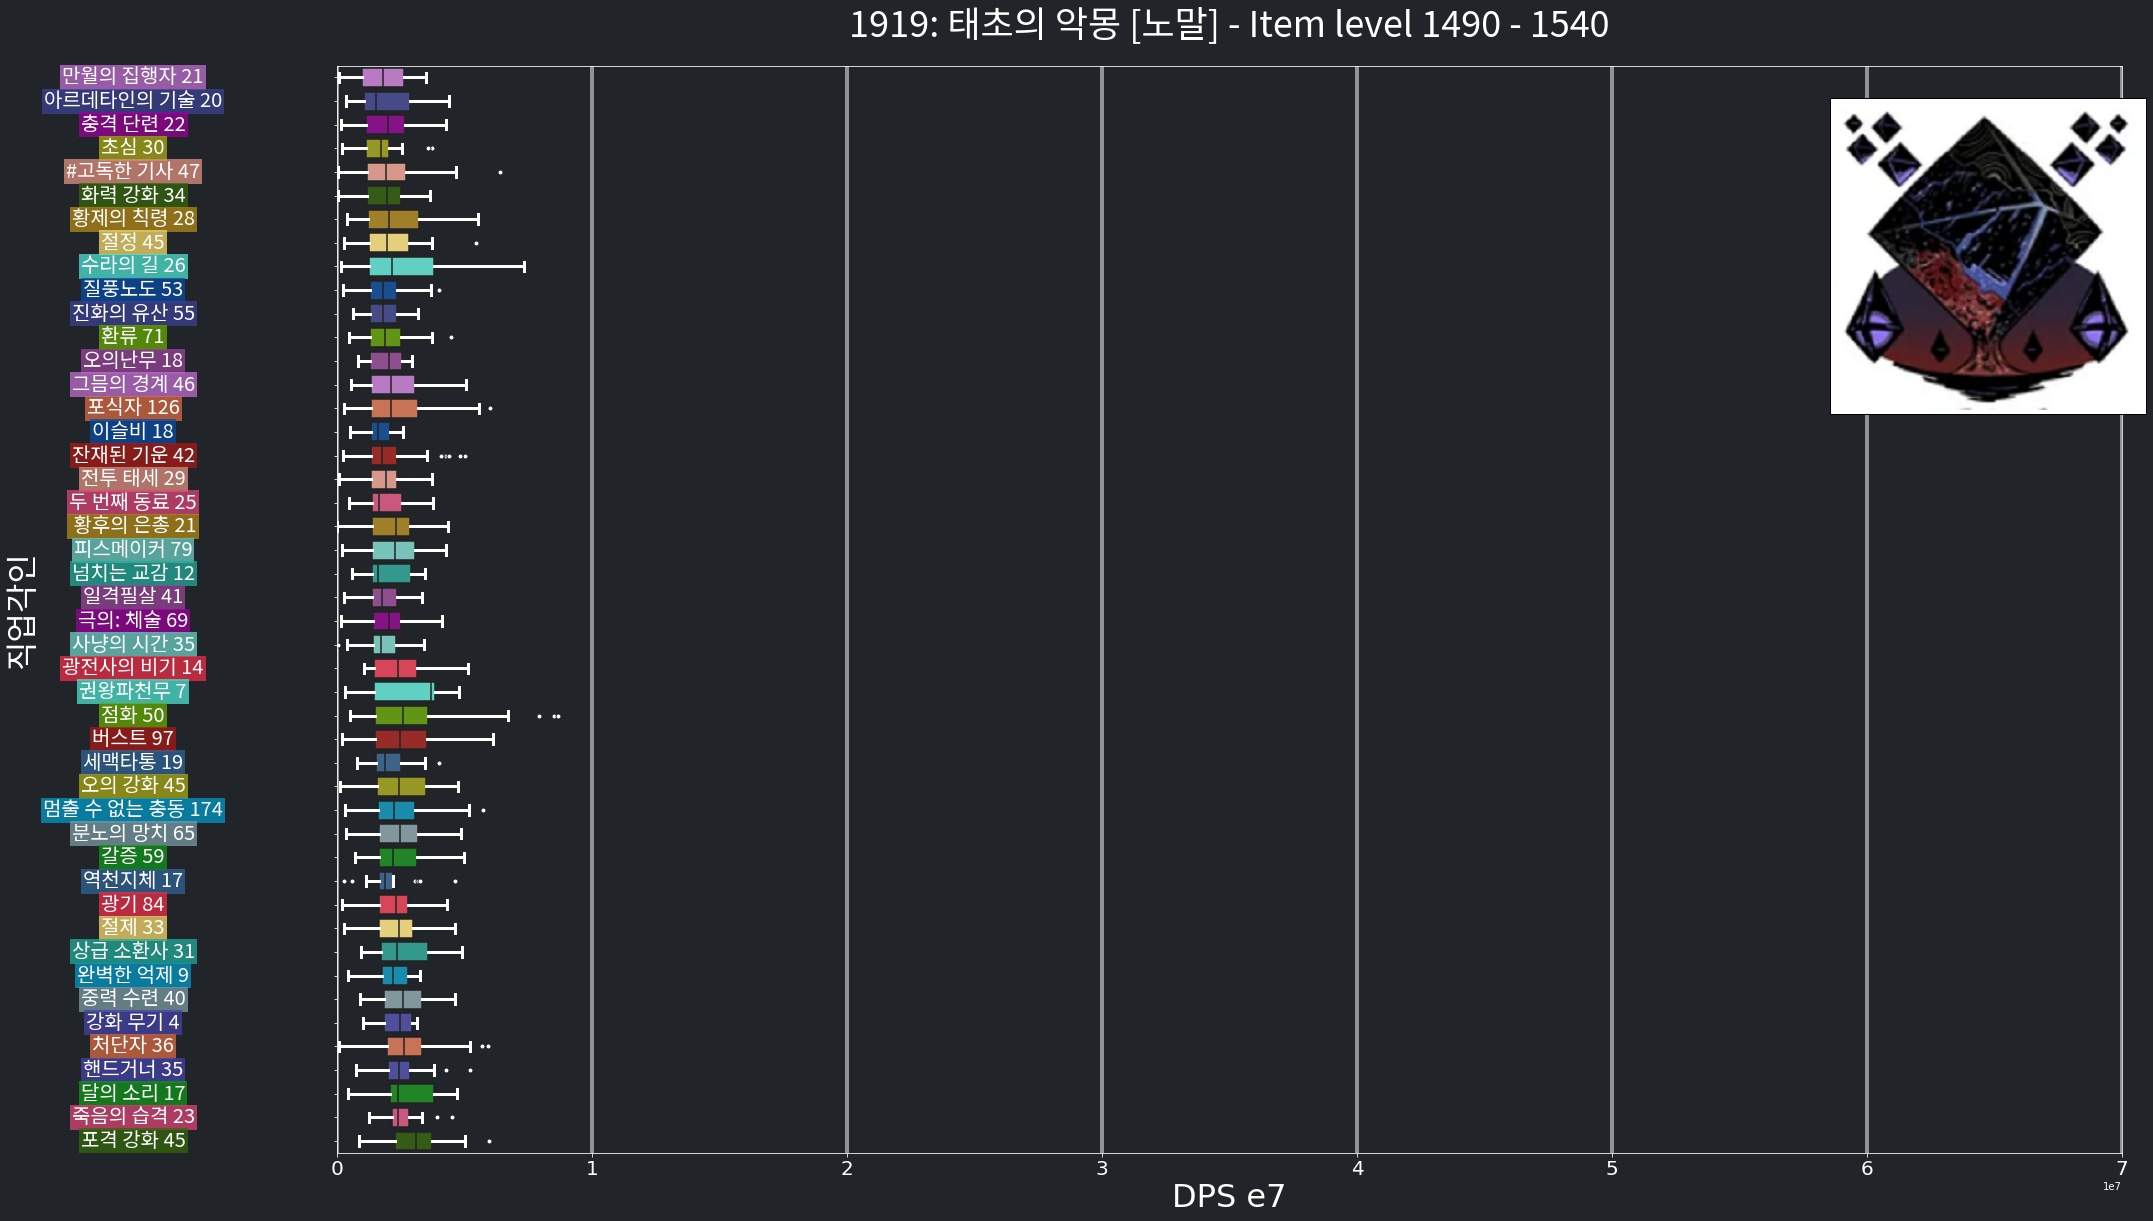 1919: 태초의 악몽 [노말] - Item level 1490 - 1540
만월의 집행자 21
아르데타인의 기술 20
충격 단련 22
초심 30
#고독한 기사 47
화력 강화 34
황제의 칙령 28
절정 45
수라의 길 26
질풍노도 53
진화의 유산 55
환류 71
오의난무 18
그믐의 경계 46
포식자 126
이슬비 18
잔재된 기운 42
전투 태세 29
두 번째 동료 25
황후의 은총 21
피스메이커 79
넘치는 교감 12
일격필살 41
극의: 체술 69
사냥의 시간 35
광전사의 비기 14
권왕파천무 7
점화 50
버스트 97
세맥타통 19
오의 강화 45
멈출 수 없는 충동 174
분노의 망치 65
갈증 59
역천지체 17
광기 84
절제 33
상급 소환사 31
완벽한 억제 9
중력 수련 40
강화 무기 4
처단자 36
핸드거너 35
달의 소리 17
죽음의 습격 23
포격 강화 45
직업각인
0 1 2 3 4 5 6 7
1e7
DPS e7